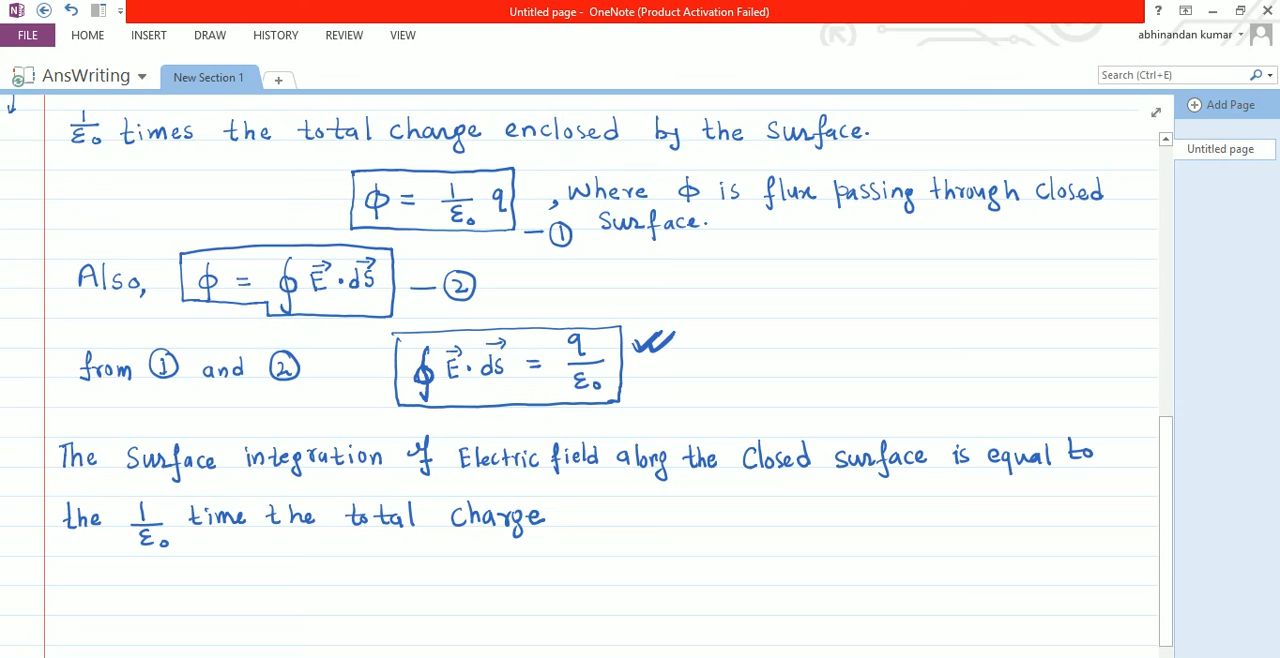 Untitled page - OneNote (Product Activation Failed)
?
FILE HOME INSERT DRAW HISTORY REVIEW VIEW
abhinandan kumar
AnsWriting New Section 1 +
Search (Ctrl+E)
Add Page
Untitled page
1/ε₀ times the total charge enclosed by the surface.
ϕ = 1/ε₀ q , where ϕ is flux passing through closed
— ① surface.
Also, ϕ = ∮ E⃗ · dS⃗ — ②
from ① and ② ∮ E⃗ · ds⃗ = q/ε₀
The Surface integration of Electric field along the Closed surface is equal to
the 1/ε₀ time the total charge